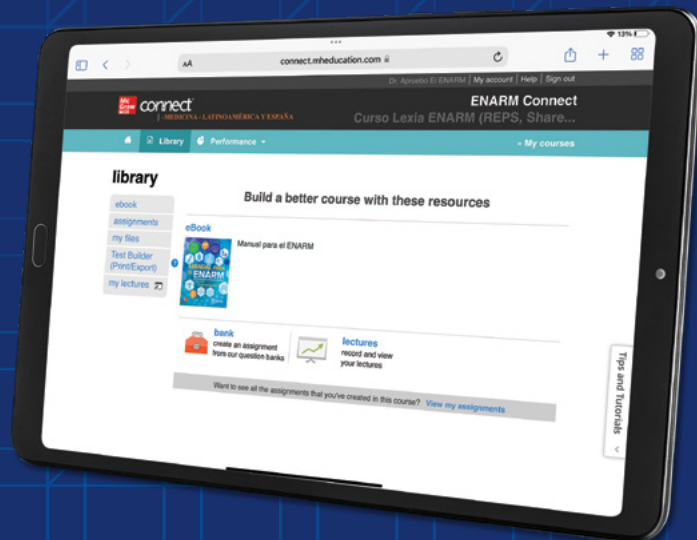 13%
AA
connect.mheducation.com
Dr. Aproebo El ENARM | My account | Help | Sign out
Mc
Graw
Hill
connect
| -MEDICINA - LATINOAMÉRICA Y ESPAÑA
ENARM Connect
Curso Lexia ENARM (REPS, Share...
Library
Performance
« My courses
library
Build a better course with these resources
ebook
assignments
my files
Test Builder
(Print/Export)
my lectures
eBook
Manual para el ENARM
MANUAL PARA
ENARM
bank
create an assignment
from our question banks
lectures
record and view
your lectures
Want to see all the assignments that you've created in this course? View my assignments
Tips and Tutorials